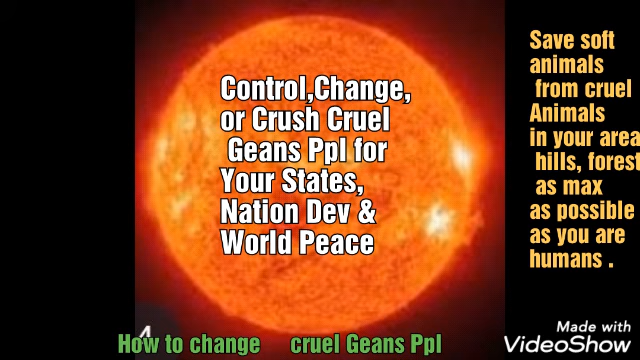 Control,Change,
or Crush Cruel
Geans Ppl for
Your States,
Nation Dev &
World Peace
Save soft
animals
from cruel
Animals
in your area
hills, forest
as max
as possible
as you are
humans .
How to change cruel Geans Ppl
Made with
VideoShow